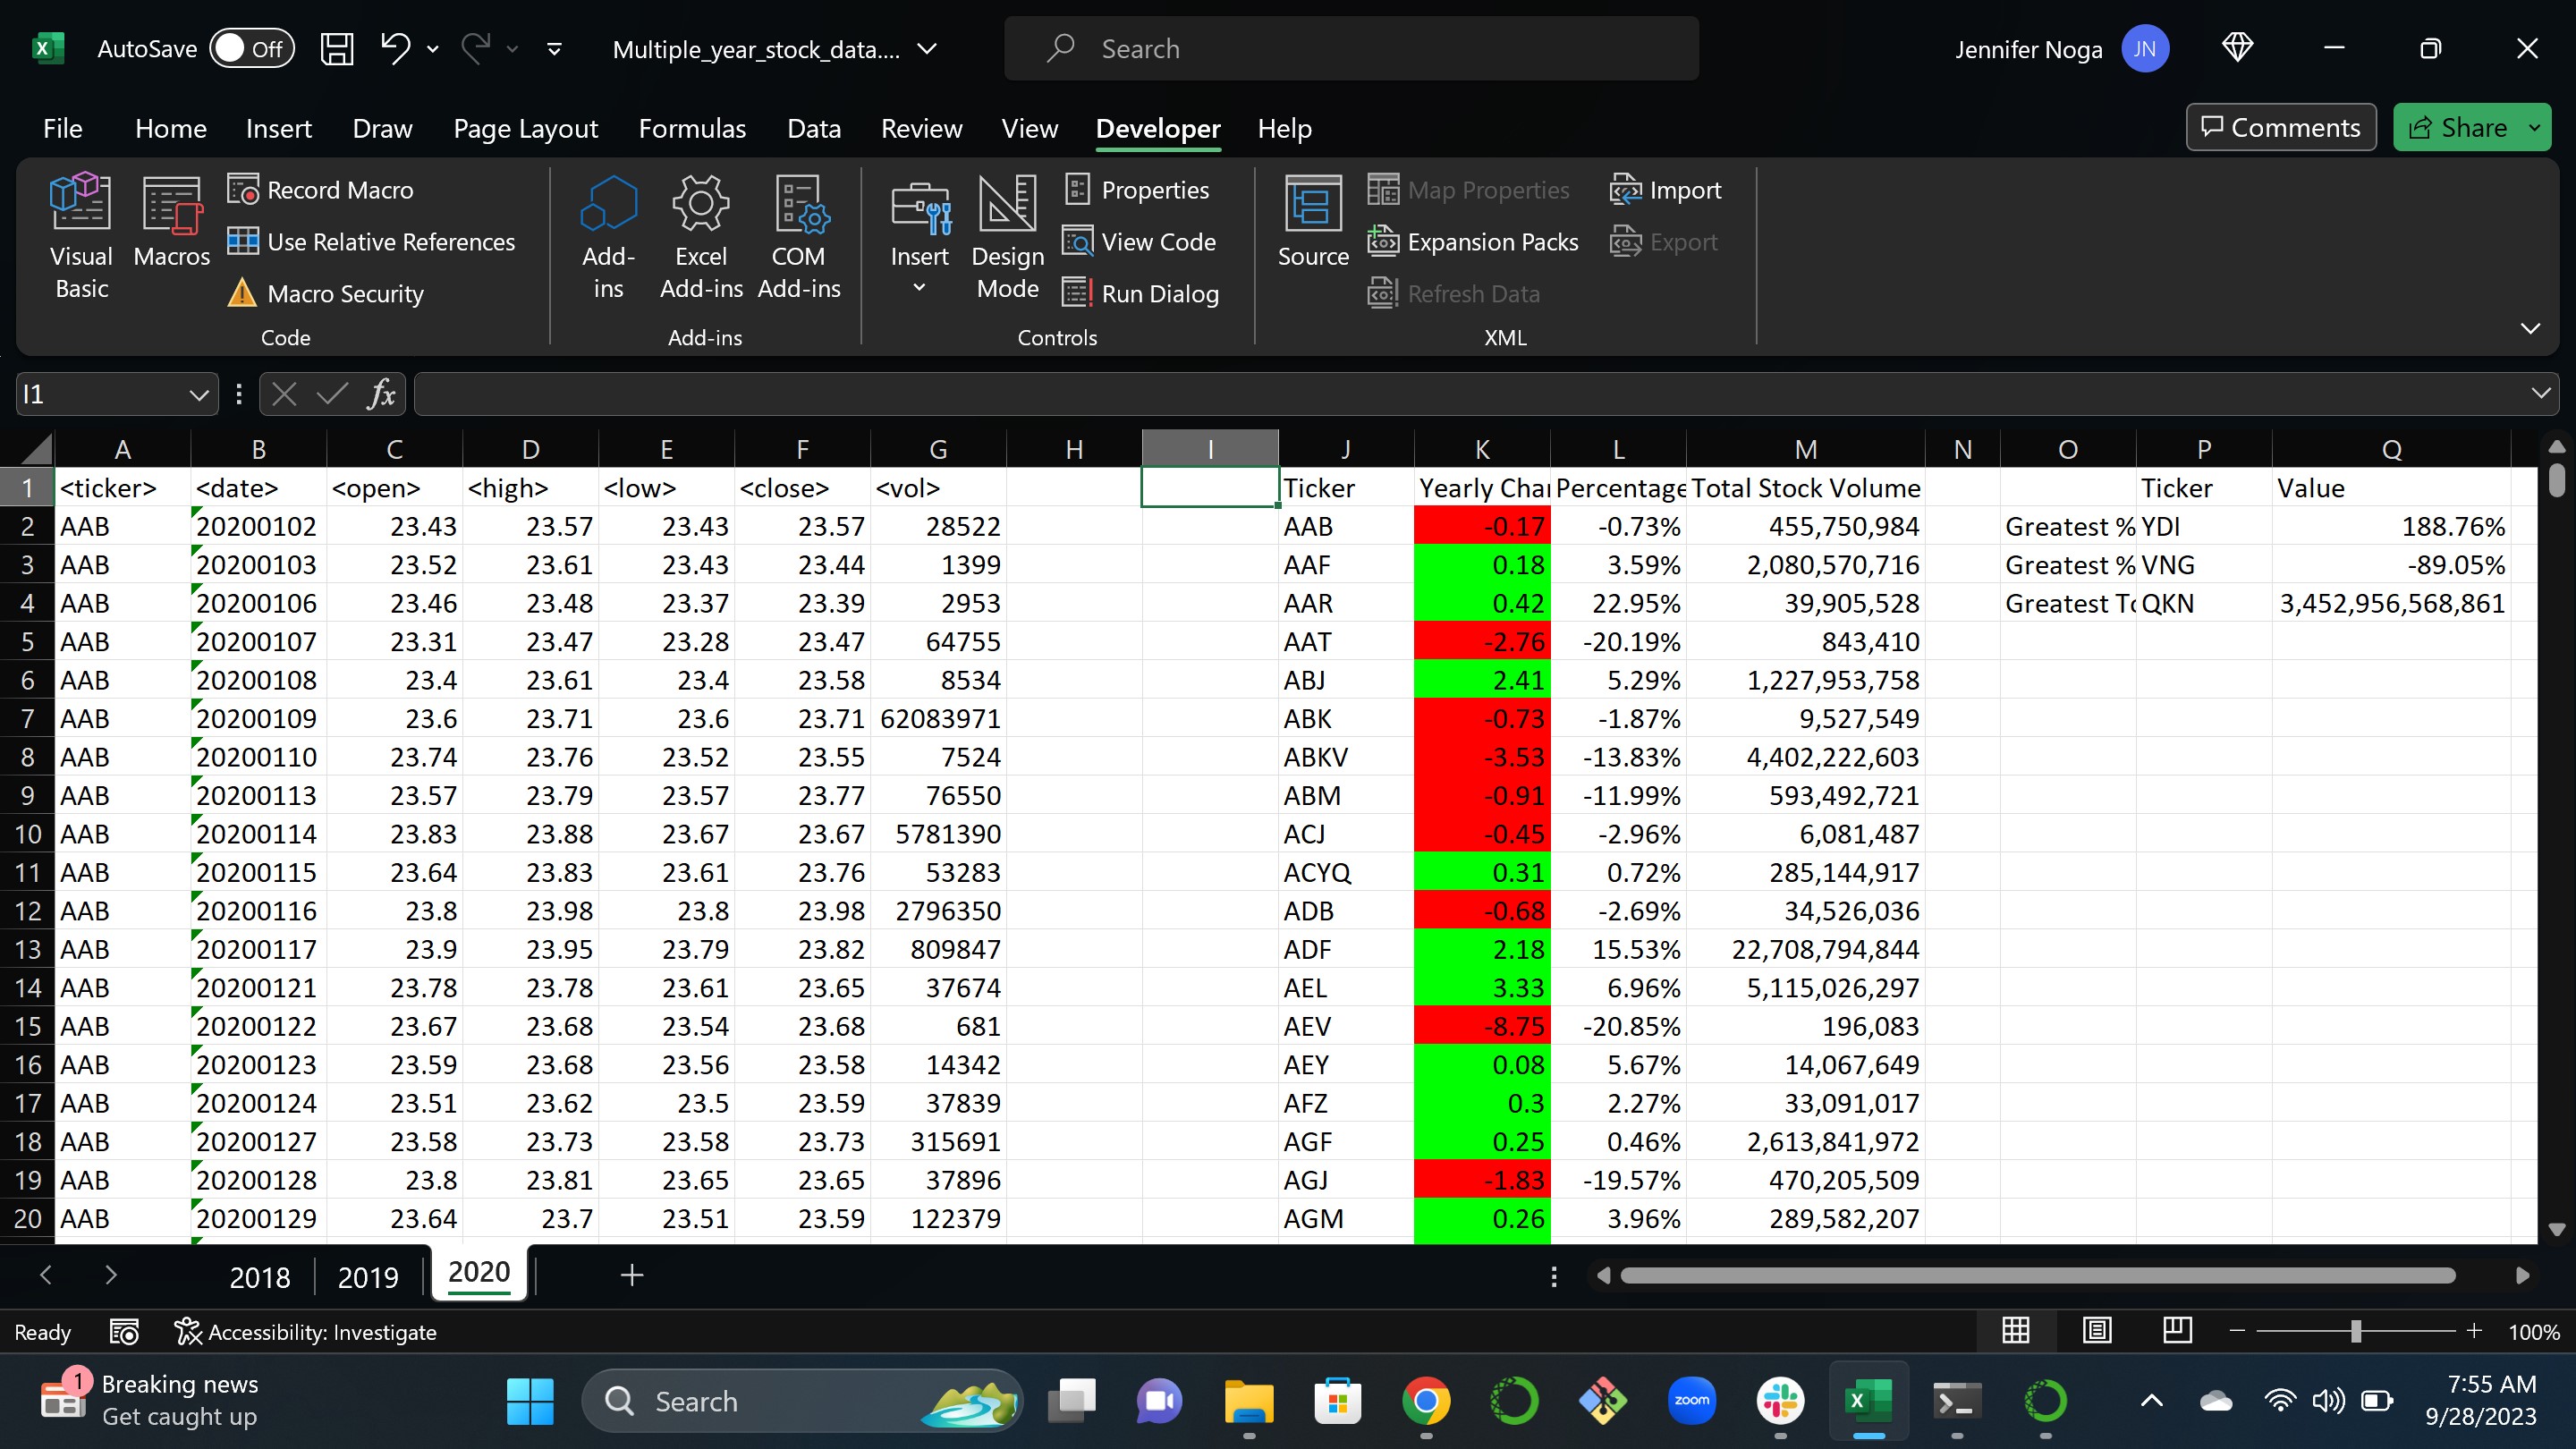 AutoSave Off Multiple_year_stock_data.... Search Jennifer Noga JN
File Home Insert Draw Page Layout Formulas Data Review View Developer Help Comments Share
Visual Basic Macros Record Macro Use Relative References Macro Security Code
Add-ins Excel Add-ins COM Add-ins Add-ins
Insert Design Mode Properties View Code Run Dialog Controls
Source Map Properties Expansion Packs Refresh Data Import Export XML
I1 fx
A B C D E F G H I J K L M N O P Q
1 <ticker> <date> <open> <high> <low> <close> <vol> Ticker Yearly Char Percentage Total Stock Volume Ticker Value
2 AAB 20200102 23.43 23.57 23.43 23.57 28522 AAB -0.17 -0.73% 455,750,984 Greatest % YDI 188.76%
3 AAB 20200103 23.52 23.61 23.43 23.44 1399 AAF 0.18 3.59% 2,080,570,716 Greatest % VNG -89.05%
4 AAB 20200106 23.46 23.48 23.37 23.39 2953 AAR 0.42 22.95% 39,905,528 Greatest To QKN 3,452,956,568,861
5 AAB 20200107 23.31 23.47 23.28 23.47 64755 AAT -2.76 -20.19% 843,410
6 AAB 20200108 23.4 23.61 23.4 23.58 8534 ABJ 2.41 5.29% 1,227,953,758
7 AAB 20200109 23.6 23.71 23.6 23.71 62083971 ABK -0.73 -1.87% 9,527,549
8 AAB 20200110 23.74 23.76 23.52 23.55 7524 ABKV -3.53 -13.83% 4,402,222,603
9 AAB 20200113 23.57 23.79 23.57 23.77 76550 ABM -0.91 -11.99% 593,492,721
10 AAB 20200114 23.83 23.88 23.67 23.67 5781390 ACJ -0.45 -2.96% 6,081,487
11 AAB 20200115 23.64 23.83 23.61 23.76 53283 ACYQ 0.31 0.72% 285,144,917
12 AAB 20200116 23.8 23.98 23.8 23.98 2796350 ADB -0.68 -2.69% 34,526,036
13 AAB 20200117 23.9 23.95 23.79 23.82 809847 ADF 2.18 15.53% 22,708,794,844
14 AAB 20200121 23.78 23.78 23.61 23.65 37674 AEL 3.33 6.96% 5,115,026,297
15 AAB 20200122 23.67 23.68 23.54 23.68 681 AEV -8.75 -20.85% 196,083
16 AAB 20200123 23.59 23.68 23.56 23.58 14342 AEY 0.08 5.67% 14,067,649
17 AAB 20200124 23.51 23.62 23.5 23.59 37839 AFZ 0.3 2.27% 33,091,017
18 AAB 20200127 23.58 23.73 23.58 23.73 315691 AGF 0.25 0.46% 2,613,841,972
19 AAB 20200128 23.8 23.81 23.65 23.65 37896 AGJ -1.83 -19.57% 470,205,509
20 AAB 20200129 23.64 23.7 23.51 23.59 122379 AGM 0.26 3.96% 289,582,207
2018 2019 2020
Ready Accessibility: Investigate 100%
1 Breaking news Search zoom 7:55 AM
Get caught up 9/28/2023